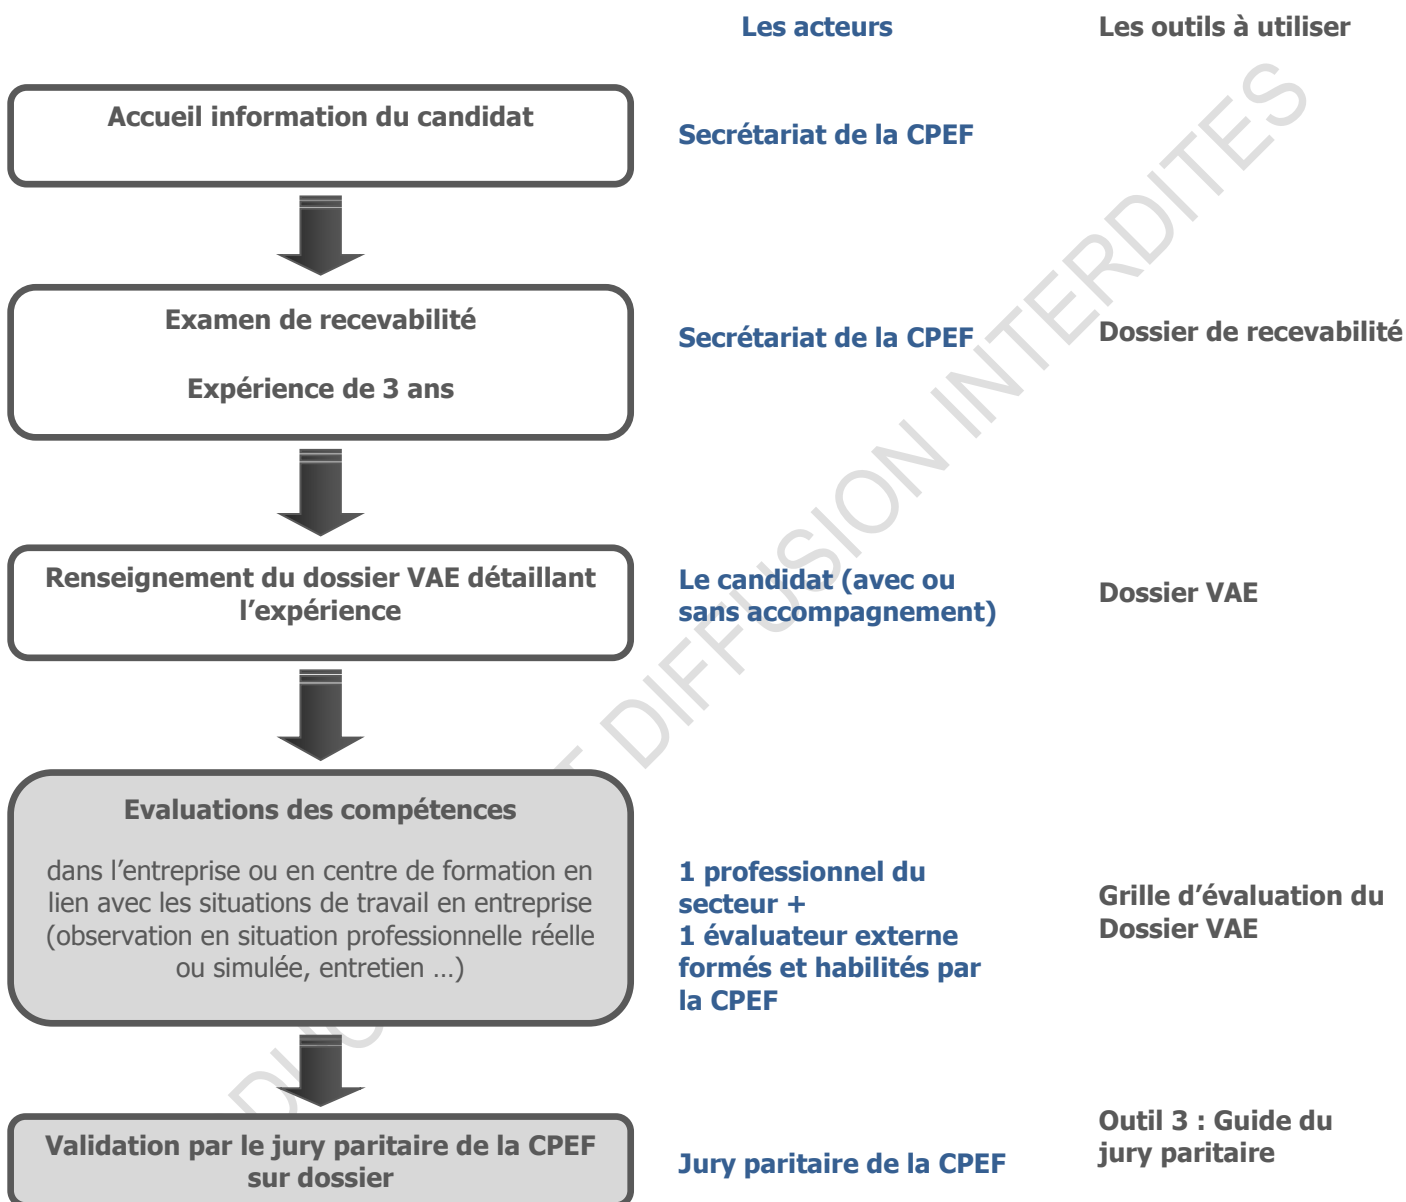 Les acteurs
Les outils à utiliser
Accueil information du candidat
Secrétariat de la CPEF
Examen de recevabilité
Expérience de 3 ans
Secrétariat de la CPEF
Dossier de recevabilité
Renseignement du dossier VAE détaillant
l’expérience
Le candidat (avec ou
sans accompagnement)
Dossier VAE
Evaluations des compétences
dans l’entreprise ou en centre de formation en
lien avec les situations de travail en entreprise
(observation en situation professionnelle réelle
ou simulée, entretien …)
1 professionnel du
secteur +
1 évaluateur externe
formés et habilités par
la CPEF
Grille d’évaluation du
Dossier VAE
Validation par le jury paritaire de la CPEF
sur dossier
Jury paritaire de la CPEF
Outil 3 : Guide du
jury paritaire
DIFFUSION INTERDITES